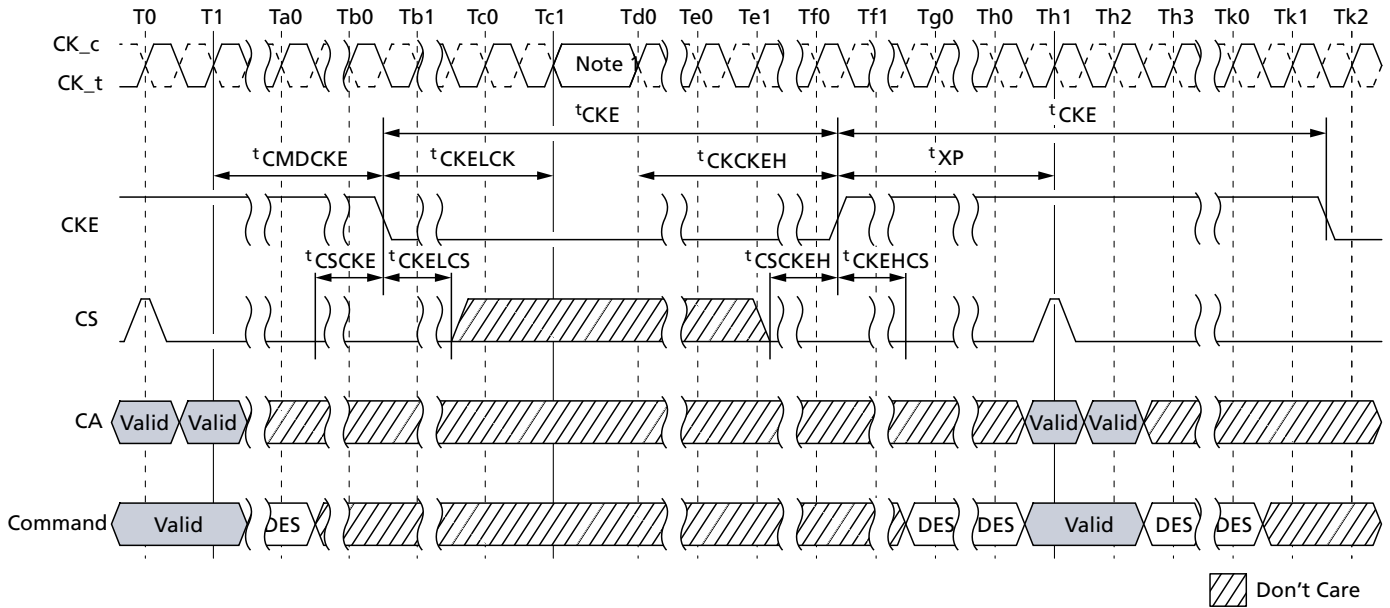 T0 T1 Ta0 Tb0 Tb1 Tc0 Tc1 Td0 Te0 Te1 Tf0 Tf1 Tg0 Th0 Th1 Th2 Th3 Tk0 Tk1 Tk2
CK_c
CK_t
Note 1
tCKE tCKE
tCMDCKE tCKELCK tCKCKEH tXP
CKE
tCSCKE tCKELCS tCSCKEH tCKEHCS
CS
CA Valid Valid Valid Valid
Command Valid DES DES DES Valid DES DES
Don't Care